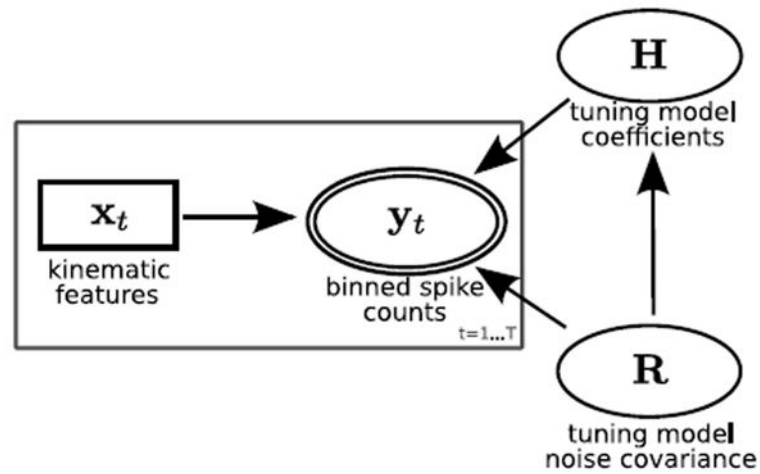 H
tuning model
coefficients
x_t
kinematic
features
y_t
binned spike
counts
t=1...T
R
tuning model
noise covariance